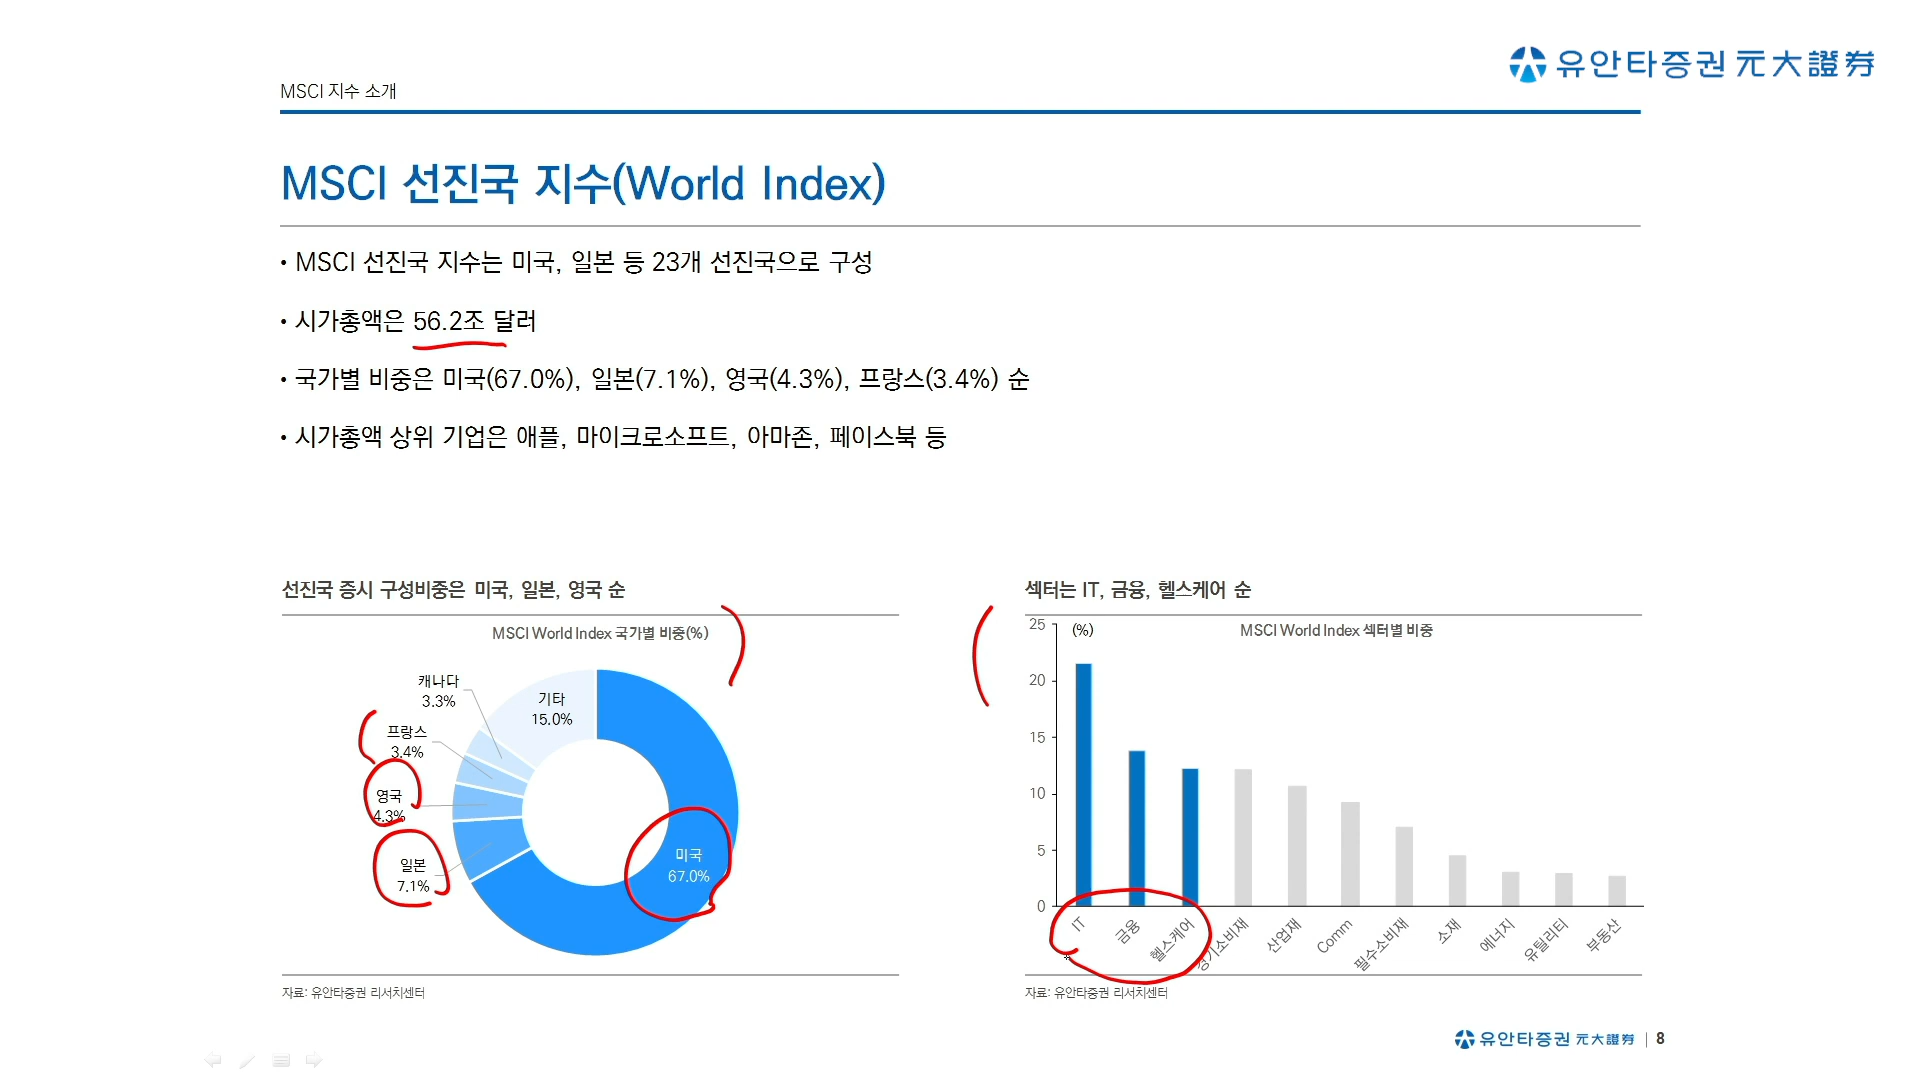 유안타증권 元大證券
MSCI 지수 소개
MSCI 선진국 지수(World Index)
• MSCI 선진국 지수는 미국, 일본 등 23개 선진국으로 구성
• 시가총액은 56.2조 달러
• 국가별 비중은 미국(67.0%), 일본(7.1%), 영국(4.3%), 프랑스(3.4%) 순
• 시가총액 상위 기업은 애플, 마이크로소프트, 아마존, 페이스북 등
선진국 증시 구성비중은 미국, 일본, 영국 순
MSCI World Index 국가별 비중(%)
캐나다
3.3%
기타
15.0%
프랑스
3.4%
영국
4.3%
일본
7.1%
미국
67.0%
자료: 유안타증권 리서치센터
섹터는 IT, 금융, 헬스케어 순
(%)
MSCI World Index 섹터별 비중
25
20
15
10
5
0
IT
금융
헬스케어
경기소비재
산업재
Comm
필수소비재
소재
에너지
유틸리티
부동산
자료: 유안타증권 리서치센터
유안타증권 元大證券 | 8